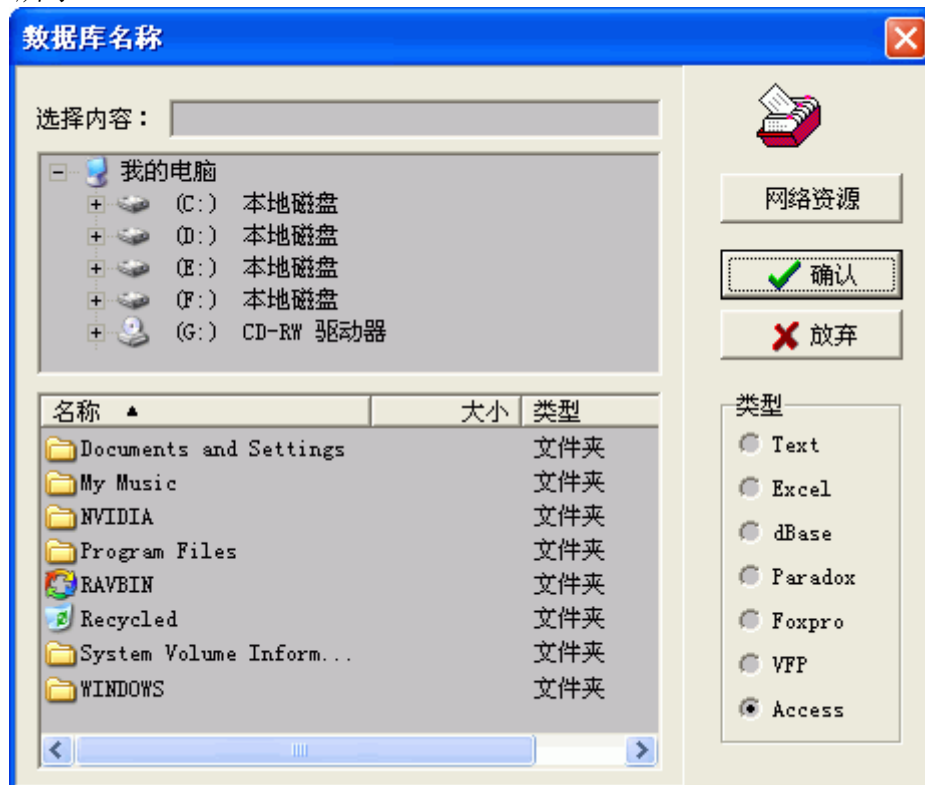 数据库名称
选择内容：
我的电脑
(C:) 本地磁盘
(D:) 本地磁盘
(E:) 本地磁盘
(F:) 本地磁盘
(G:) CD-RW 驱动器
网络资源
确认
放弃
名称 大小 类型
Documents and Settings 文件夹
My Music 文件夹
NVIDIA 文件夹
Program Files 文件夹
RAVBIN 文件夹
Recycled 文件夹
System Volume Inform... 文件夹
WINDOWS 文件夹
类型
Text
Excel
dBase
Paradox
Foxpro
VFP
Access